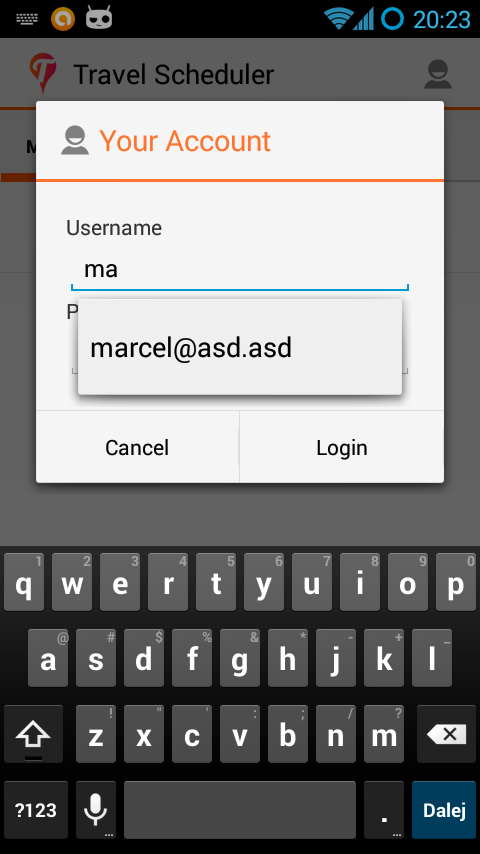 20:23
Travel Scheduler
M
Your Account
Username
ma
P
marcel@asd.asd
Cancel
Login
1 2 3 4 5 6 7 8 9 0
q w e r t y u i o p
@ # $ % & * - + _
a s d f g h j k l
! " ' : ; / ?
z x c v b n m
?123 ... . ... Dalej